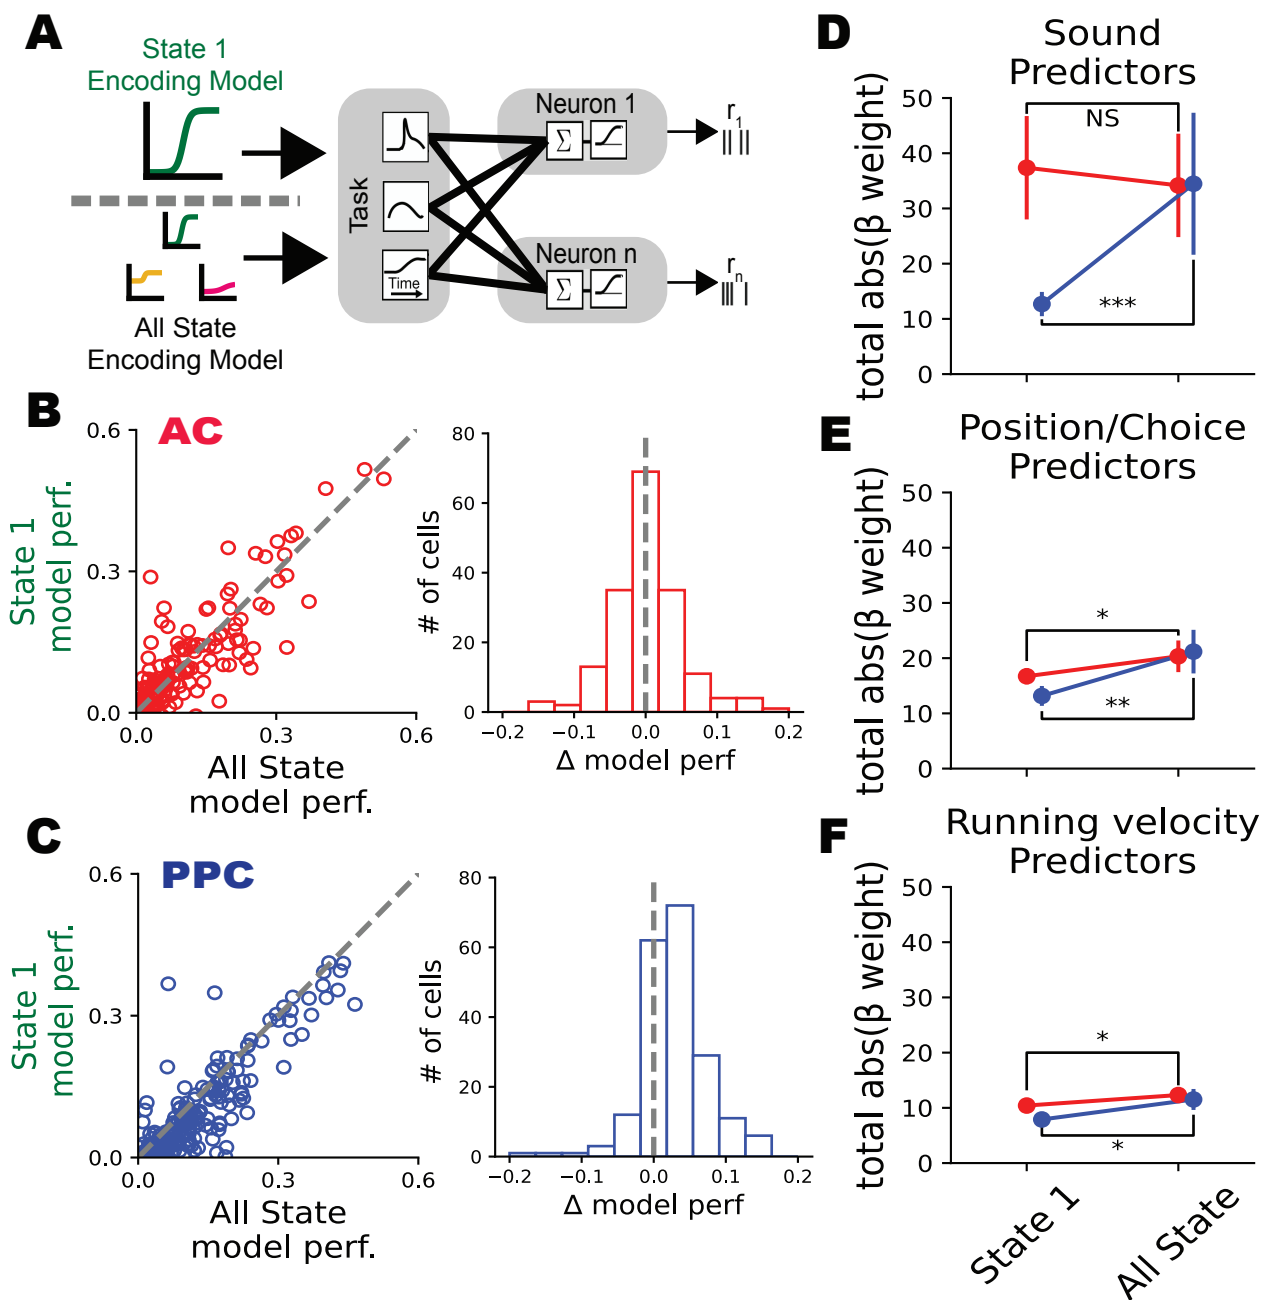 A
State 1
Encoding Model
All State
Encoding Model
Task
Time
Neuron 1
Σ
r1
Neuron n
Σ
rn
B
AC
State 1
model perf.
0.6
0.3
0.0
0.0
0.3
0.6
All State
model perf.
# of cells
80
60
40
20
0
−0.2
−0.1
0.0
0.1
0.2
Δ model perf
C
PPC
State 1
model perf.
0.6
0.3
0.0
0.0
0.3
0.6
All State
model perf.
# of cells
80
60
40
20
0
−0.2
−0.1
0.0
0.1
0.2
Δ model perf
D
Sound
Predictors
total abs(β weight)
50
40
30
20
10
0
NS
***
E
Position/Choice
Predictors
total abs(β weight)
50
40
30
20
10
0
*
**
F
Running velocity
Predictors
total abs(β weight)
50
40
30
20
10
0
*
*
State 1
All State